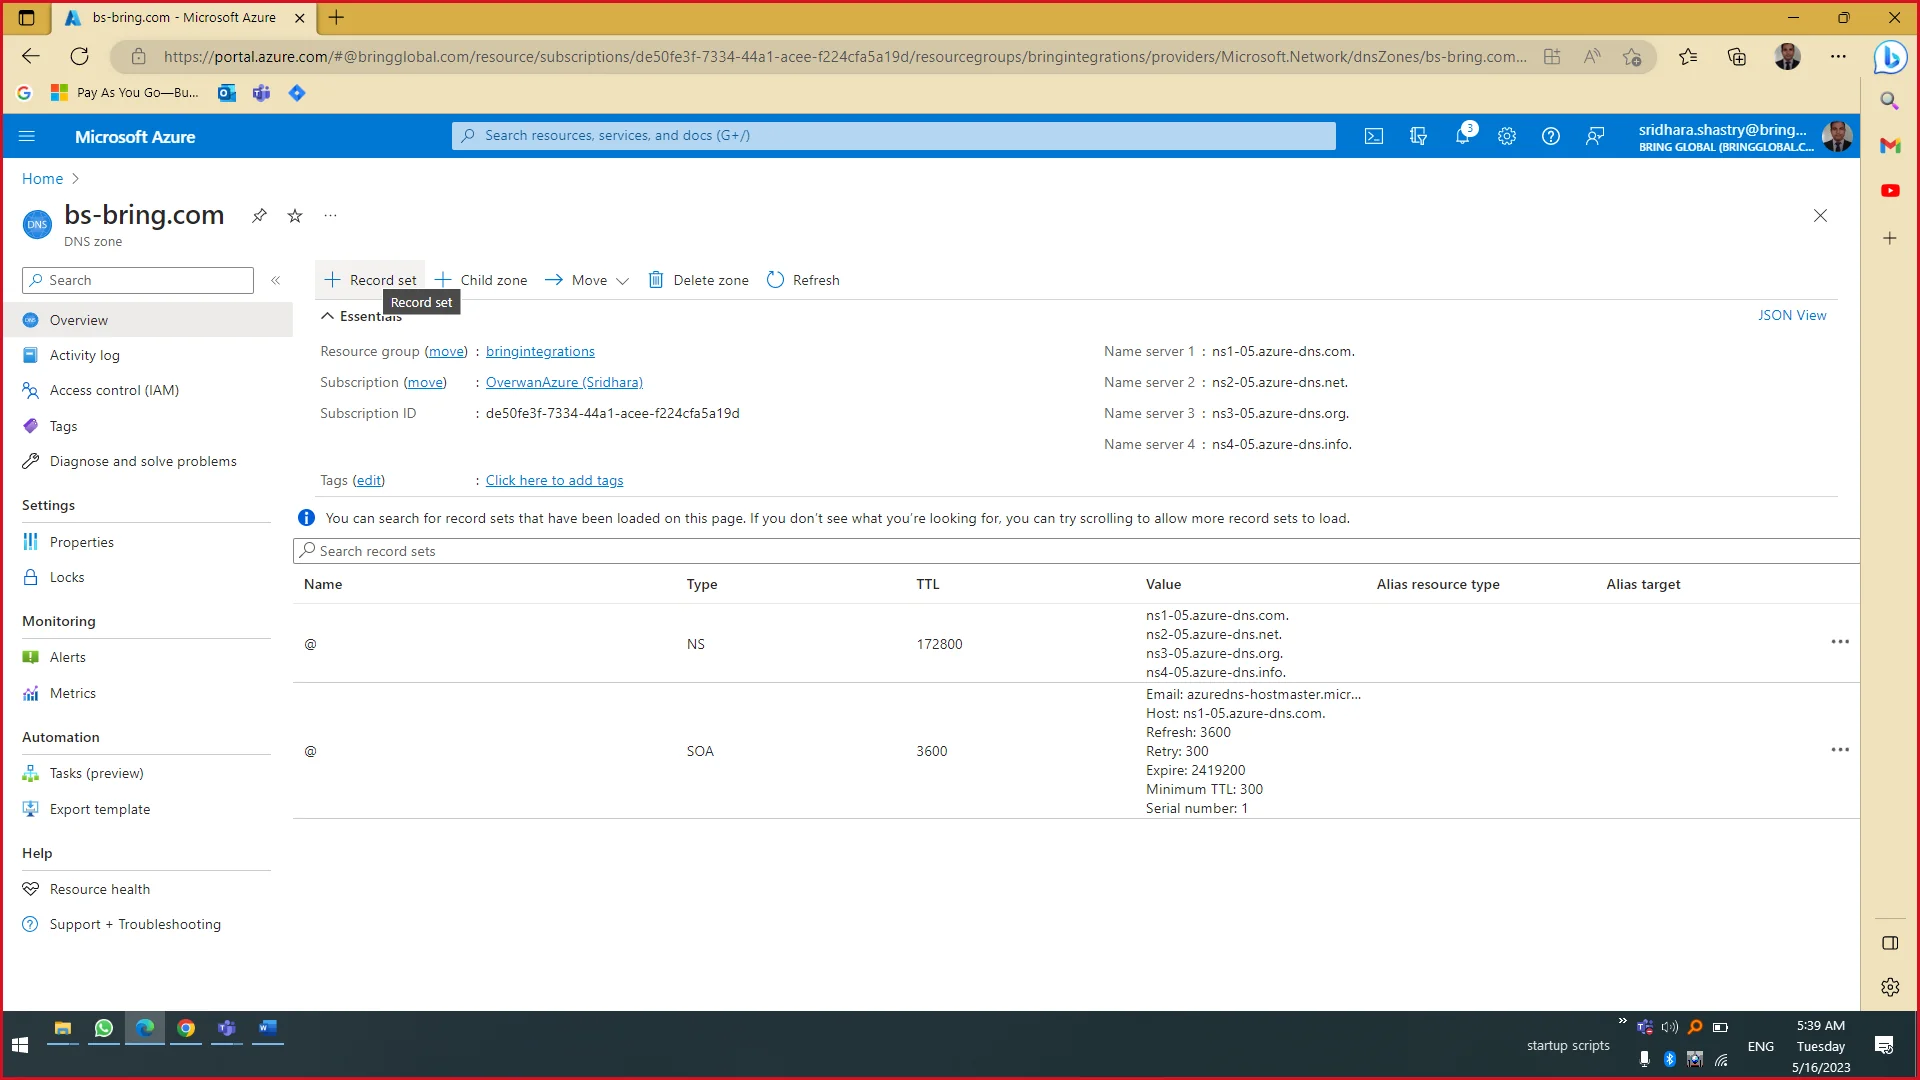 bs-bring.com - Microsoft Azure
https://portal.azure.com/#@bringglobal.com/resource/subscriptions/de50fe3f-7334-44a1-acee-f224cfa5a19d/resourcegroups/bringintegrations/providers/Microsoft.Network/dnsZones/bs-bring.com...
Pay As You Go—Bu...
Microsoft Azure
Search resources, services, and docs (G+/)
3
sridhara.shastry@bring...
BRING GLOBAL (BRINGGLOBAL.C...
Home
DNS
bs-bring.com
DNS zone
Search
Record set
Child zone
Move
Delete zone
Refresh
Record set
Essentials
JSON View
Overview
Activity log
Access control (IAM)
Tags
Diagnose and solve problems
Settings
Properties
Locks
Monitoring
Alerts
Metrics
Automation
Tasks (preview)
Export template
Help
Resource health
Support + Troubleshooting
Resource group (move) : bringintegrations
Subscription (move) : OverwanAzure (Sridhara)
Subscription ID : de50fe3f-7334-44a1-acee-f224cfa5a19d
Tags (edit) : Click here to add tags
Name server 1 : ns1-05.azure-dns.com.
Name server 2 : ns2-05.azure-dns.net.
Name server 3 : ns3-05.azure-dns.org.
Name server 4 : ns4-05.azure-dns.info.
You can search for record sets that have been loaded on this page. If you don't see what you're looking for, you can try scrolling to allow more record sets to load.
Search record sets
Name Type TTL Value Alias resource type Alias target
@ NS 172800
ns1-05.azure-dns.com.
ns2-05.azure-dns.net.
ns3-05.azure-dns.org.
ns4-05.azure-dns.info.
@ SOA 3600
Email: azuredns-hostmaster.micr...
Host: ns1-05.azure-dns.com.
Refresh: 3600
Retry: 300
Expire: 2419200
Minimum TTL: 300
Serial number: 1
startup scripts
ENG
5:39 AM
Tuesday
5/16/2023